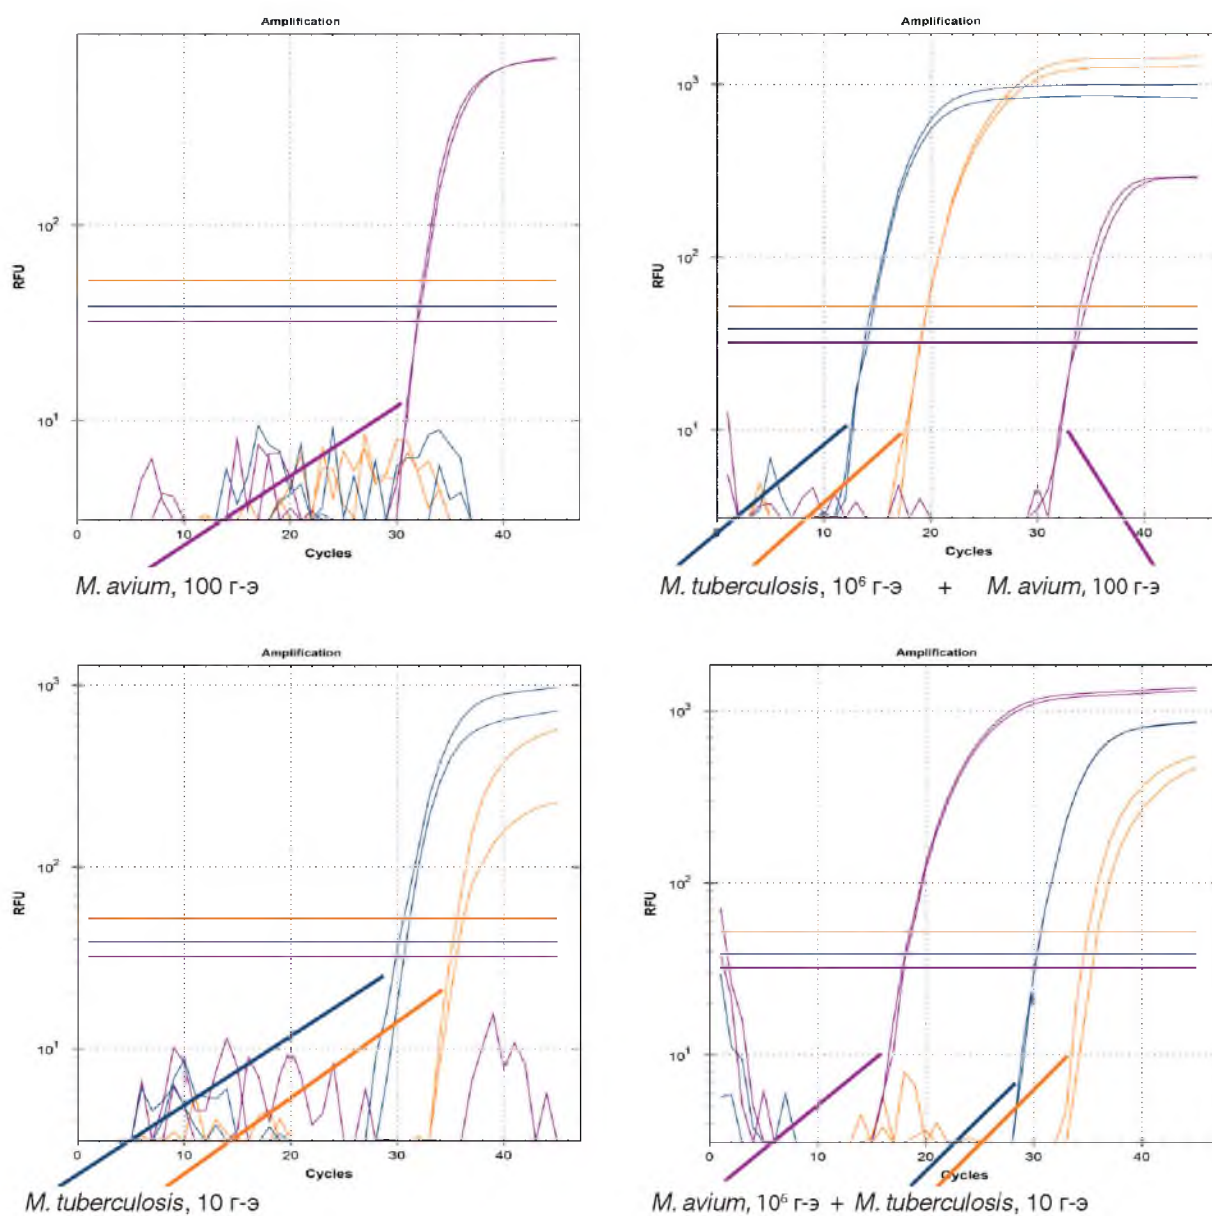 Amplification
10²
RFU
10¹
0 10 20 30 40
Cycles
M. avium, 100 г-э
Amplification
10³
10²
RFU
10¹
0 10 20 30 40
Cycles
M. tuberculosis, 10⁶ г-э + M. avium, 100 г-э
Amplification
10³
10²
RFU
10¹
0 10 20 30 40
Cycles
M. tuberculosis, 10 г-э
Amplification
10³
10²
RFU
10¹
0 10 20 30 40
Cycles
M. avium, 10⁶ г-э + M. tuberculosis, 10 г-э